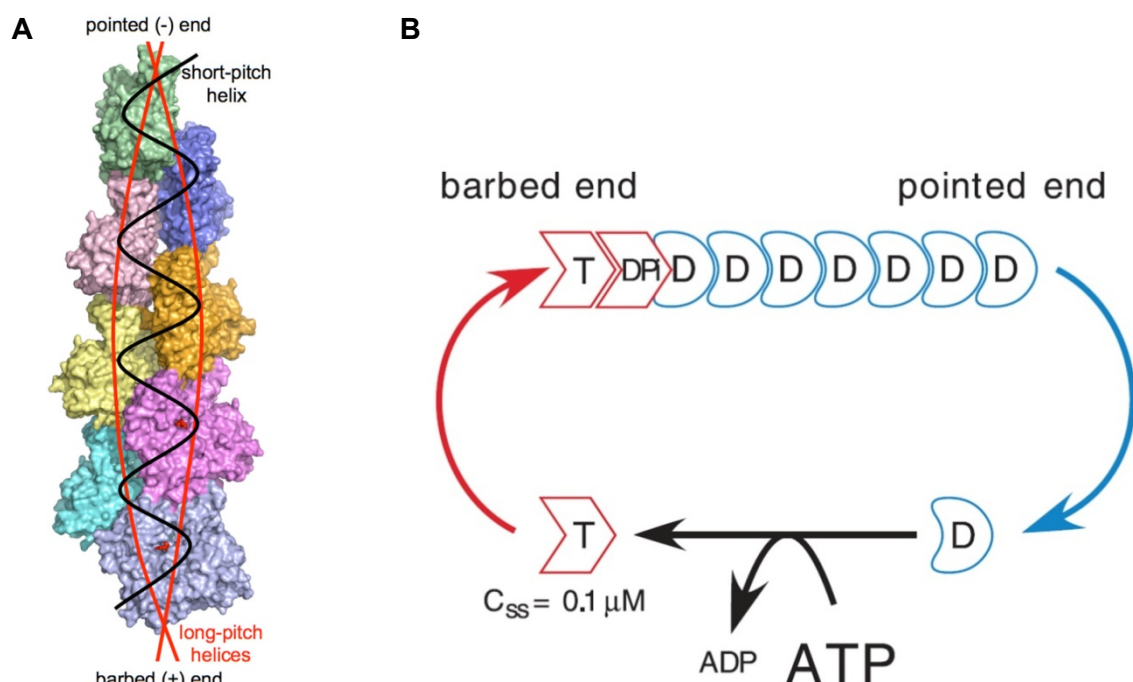 A
pointed (-) end
short-pitch
helix
long-pitch
helices
barbed (+) end
B
barbed end
pointed end
T
DPi
D
D
D
D
D
D
D
T
D
C_SS = 0.1 μM
ADP
ATP